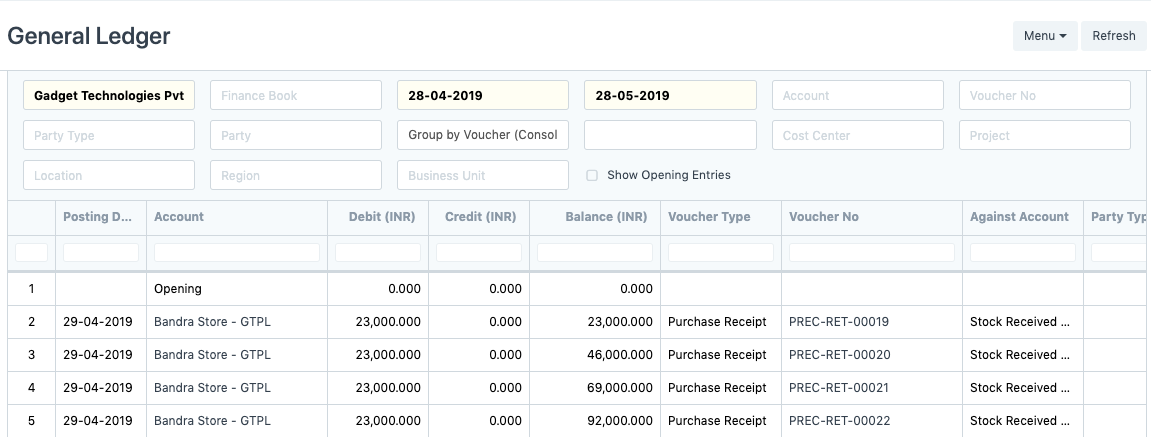 General Ledger
Menu Refresh
Gadget Technologies Pvt Finance Book 28-04-2019 28-05-2019 Account Voucher No
Party Type Party Group by Voucher (Consol Cost Center Project
Location Region Business Unit Show Opening Entries
Posting D... Account Debit (INR) Credit (INR) Balance (INR) Voucher Type Voucher No Against Account Party Typ
1 Opening 0.000 0.000 0.000
2 29-04-2019 Bandra Store - GTPL 23,000.000 0.000 23,000.000 Purchase Receipt PREC-RET-00019 Stock Received ...
3 29-04-2019 Bandra Store - GTPL 23,000.000 0.000 46,000.000 Purchase Receipt PREC-RET-00020 Stock Received ...
4 29-04-2019 Bandra Store - GTPL 23,000.000 0.000 69,000.000 Purchase Receipt PREC-RET-00021 Stock Received ...
5 29-04-2019 Bandra Store - GTPL 23,000.000 0.000 92,000.000 Purchase Receipt PREC-RET-00022 Stock Received ...